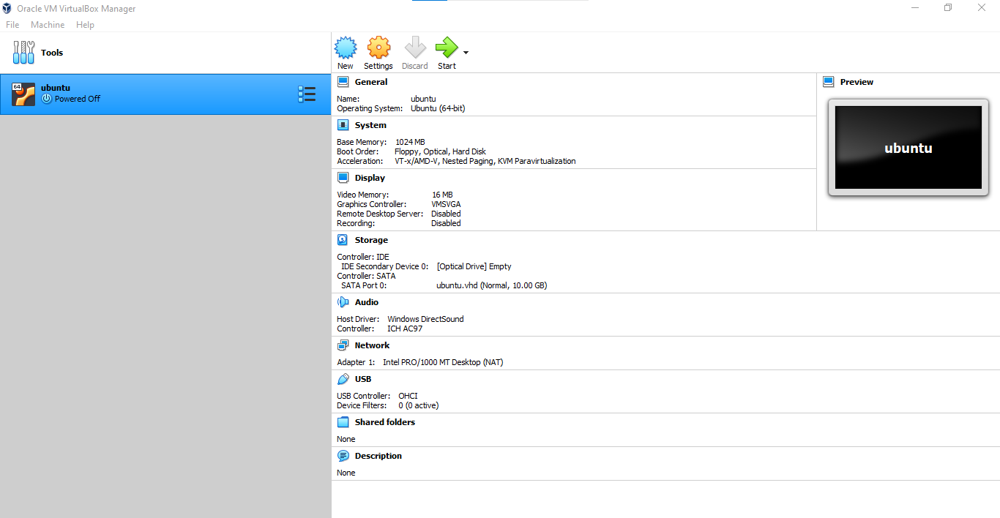 Oracle VM VirtualBox Manager
File Machine Help
Tools
64
ubuntu
Powered Off
New Settings Discard Start
General
Name: ubuntu
Operating System: Ubuntu (64-bit)
System
Base Memory: 1024 MB
Boot Order: Floppy, Optical, Hard Disk
Acceleration: VT-x/AMD-V, Nested Paging, KVM Paravirtualization
Display
Video Memory: 16 MB
Graphics Controller: VMSVGA
Remote Desktop Server: Disabled
Recording: Disabled
Storage
Controller: IDE
IDE Secondary Device 0: [Optical Drive] Empty
Controller: SATA
SATA Port 0: ubuntu.vhd (Normal, 10.00 GB)
Audio
Host Driver: Windows DirectSound
Controller: ICH AC97
Network
Adapter 1: Intel PRO/1000 MT Desktop (NAT)
USB
USB Controller: OHCI
Device Filters: 0 (0 active)
Shared folders
None
Description
None
Preview
ubuntu